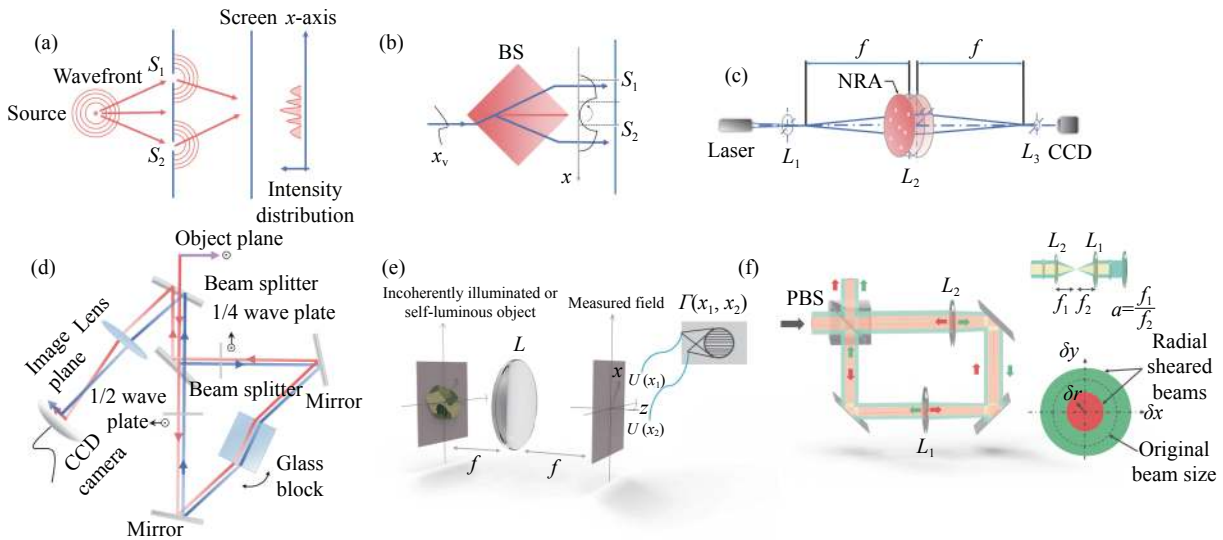 (a)
Screen x-axis
Wavefront
S1
Source
S2
Intensity
distribution
(b)
BS
S1
S2
xv
x
(c)
f
f
NRA
Laser
L1
L2
L3
CCD
(d)
Object plane
Beam splitter
1/4 wave plate
Lens
Image
plane
Beam splitter
1/2 wave
plate
Mirror
CCD
camera
Glass
block
Mirror
(e)
Incoherently illuminated or
self-luminous object
L
Measured field
Γ(x1, x2)
x
U(x1)
z
U(x2)
f
f
(f)
PBS
L2
L1
L2
L1
f1
f2
a=f1/f2
Radial
sheared
beams
δy
δr
δx
Original
beam size